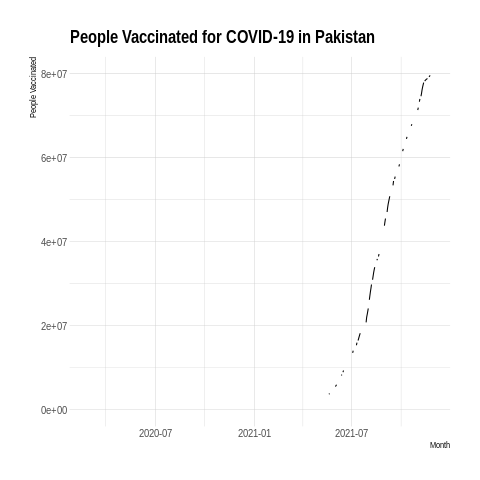 People Vaccinated for COVID-19 in Pakistan
People Vaccinated
8e+07
6e+07
4e+07
2e+07
0e+00
2020-07
2021-01
2021-07
Month